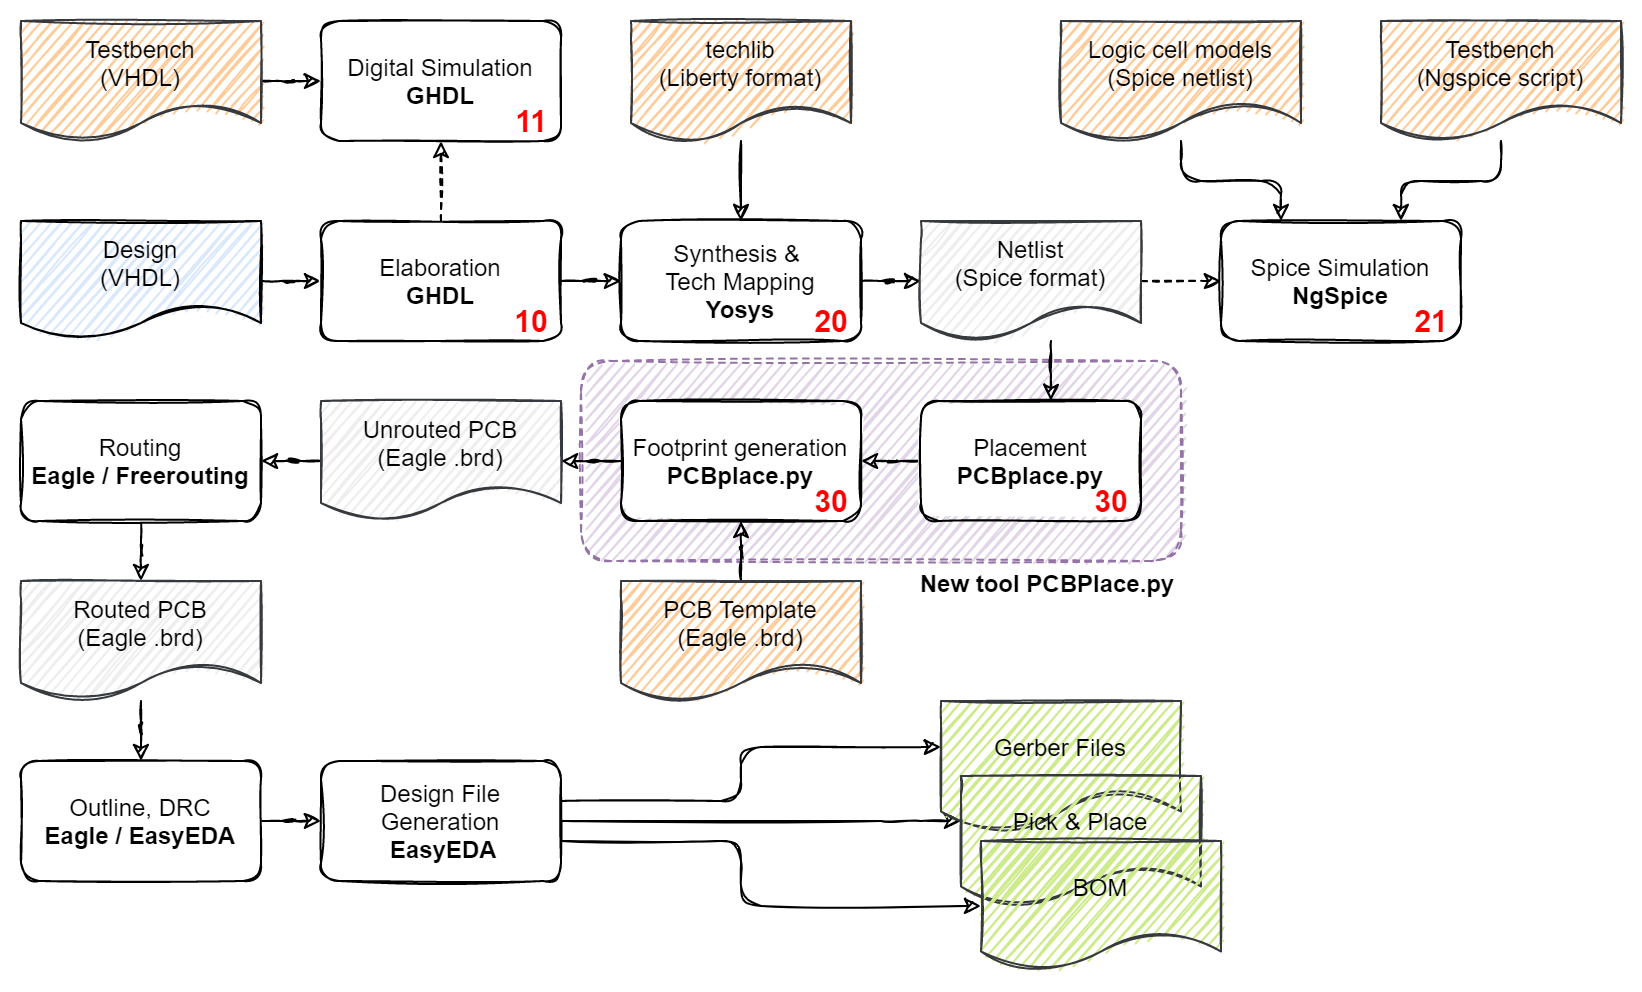 Testbench
(VHDL)
Digital Simulation
GHDL
11
techlib
(Liberty format)
Logic cell models
(Spice netlist)
Testbench
(Ngspice script)
Design
(VHDL)
Elaboration
GHDL
10
Synthesis &
Tech Mapping
Yosys
20
Netlist
(Spice format)
Spice Simulation
NgSpice
21
Routing
Eagle / Freerouting
Unrouted PCB
(Eagle .brd)
Footprint generation
PCBplace.py
30
Placement
PCBplace.py
30
New tool PCBPlace.py
Routed PCB
(Eagle .brd)
PCB Template
(Eagle .brd)
Outline, DRC
Eagle / EasyEDA
Design File
Generation
EasyEDA
Gerber Files
Pick & Place
BOM